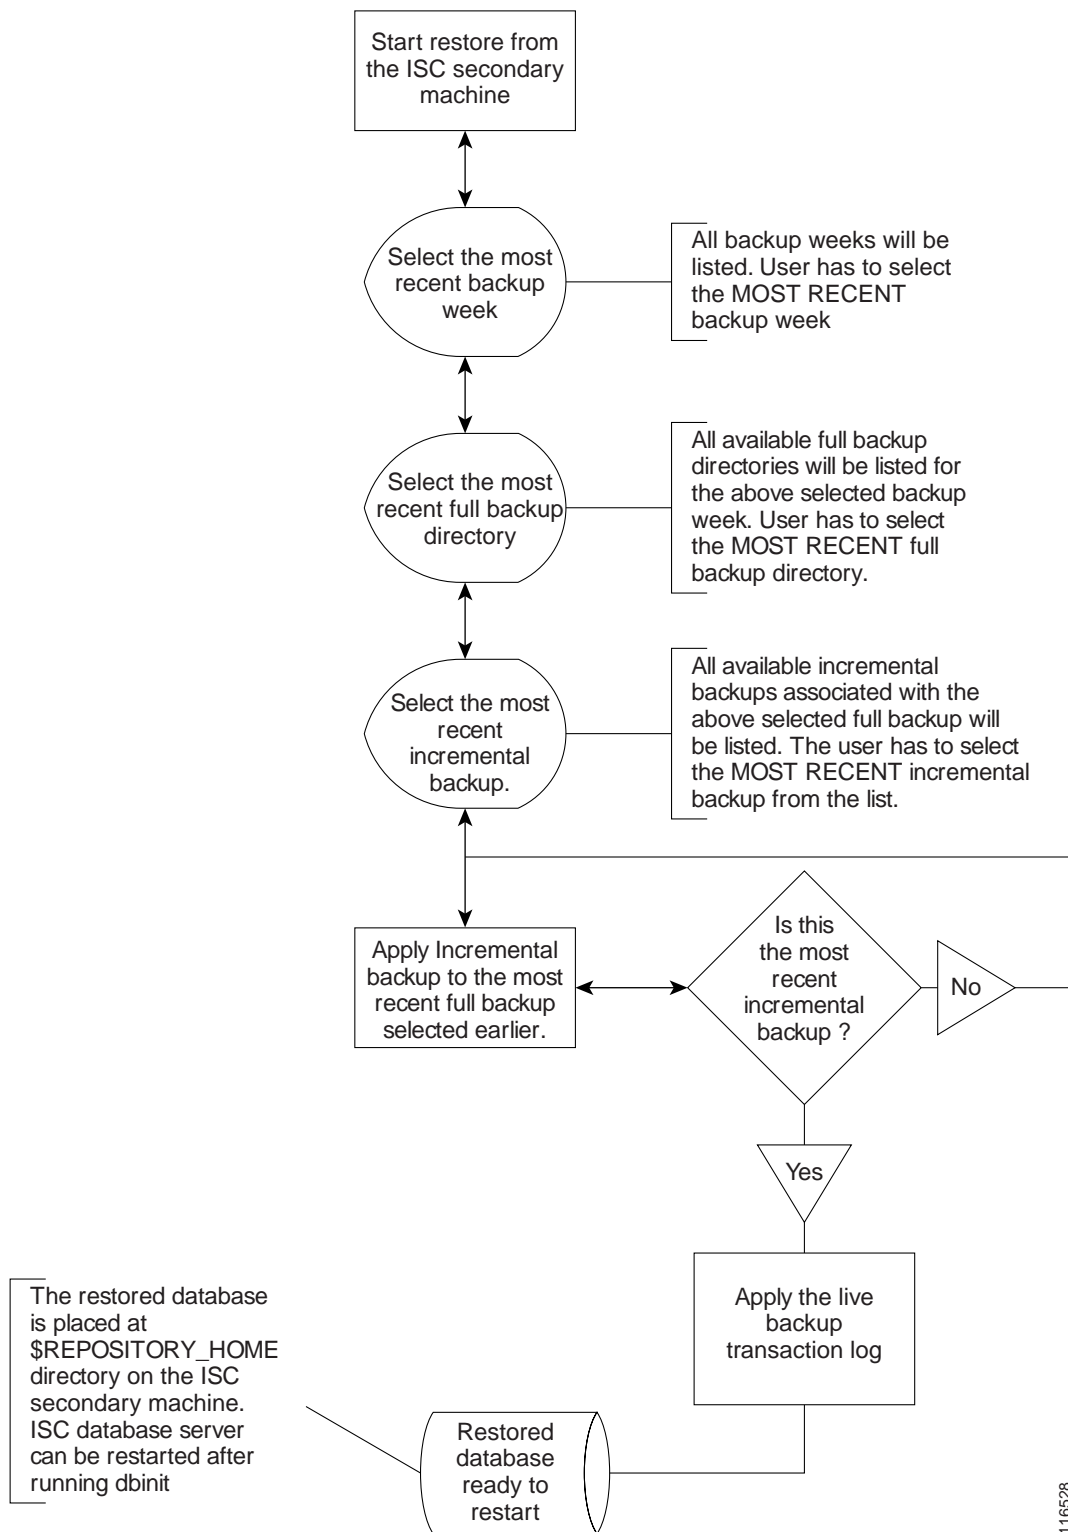 Start restore from
the ISC secondary
machine
Select the most
recent backup
week
All backup weeks will be
listed. User has to select
the MOST RECENT
backup week
Select the most
recent full backup
directory
All available full backup
directories will be listed for
the above selected backup
week. User has to select
the MOST RECENT full
backup directory.
Select the most
recent
incremental
backup.
All available incremental
backups associated with the
above selected full backup will
be listed. The user has to select
the MOST RECENT incremental
backup from the list.
Apply Incremental
backup to the most
recent full backup
selected earlier.
Is this
the most
recent
incremental
backup ?
No
Yes
Apply the live
backup
transaction log
The restored database
is placed at
$REPOSITORY_HOME
directory on the ISC
secondary machine.
ISC database server
can be restarted after
running dbinit
Restored
database
ready to
restart
116528